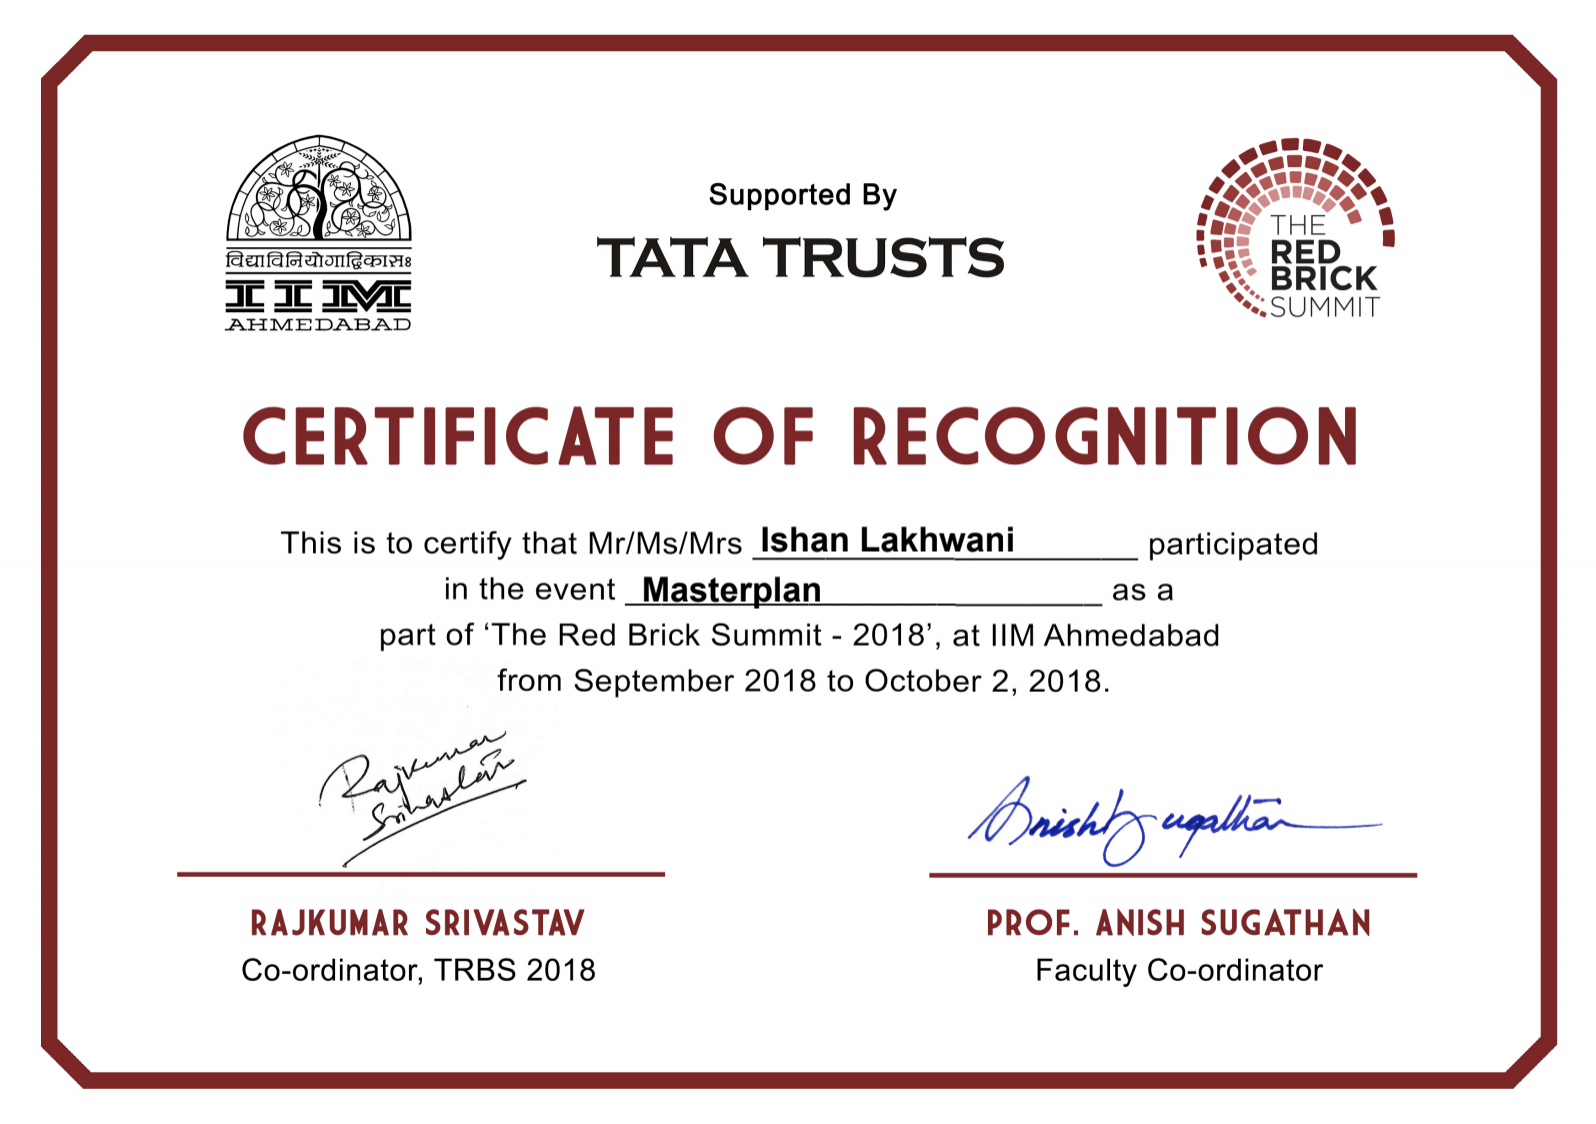 विद्याविनियोगाद्विकासः
IIM
AHMEDABAD
Supported By
TATA TRUSTS
THE
RED
BRICK
SUMMIT
CERTIFICATE OF RECOGNITION
This is to certify that Mr/Ms/Mrs Ishan Lakhwani participated
in the event Masterplan as a
part of ‘The Red Brick Summit - 2018’, at IIM Ahmedabad
from September 2018 to October 2, 2018.
Rajkumar
Srivastav
Anish Sugathan
RAJKUMAR SRIVASTAV
Co-ordinator, TRBS 2018
PROF. ANISH SUGATHAN
Faculty Co-ordinator